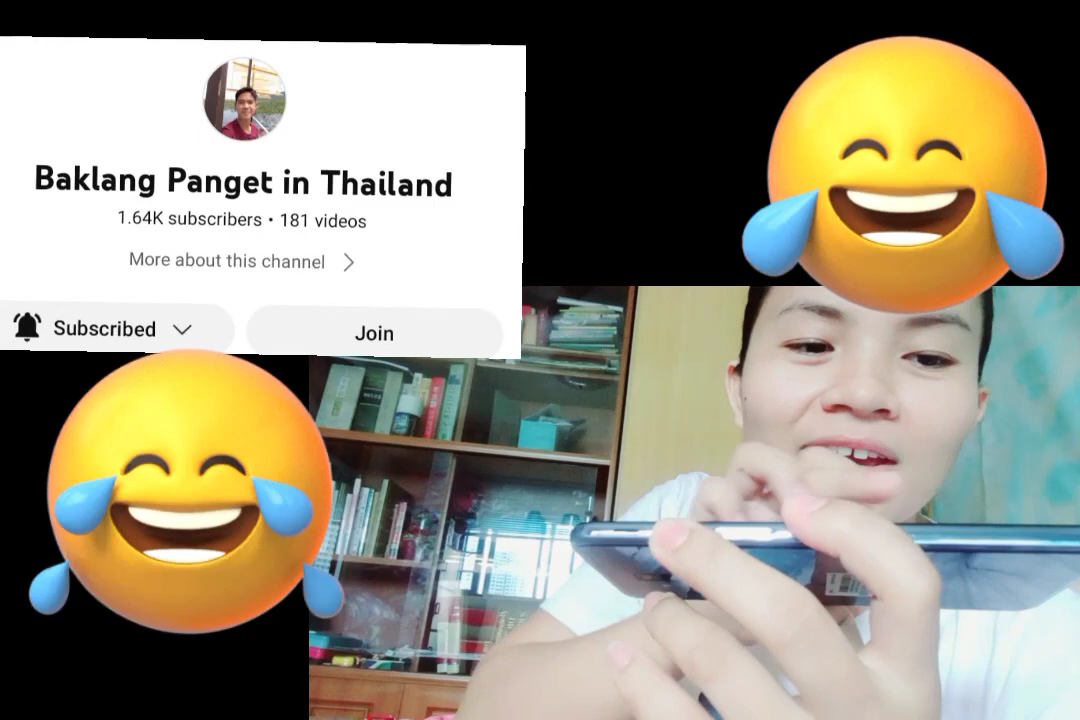 Baklang Panget in Thailand
1.64K subscribers • 181 videos
More about this channel
Subscribed
Join